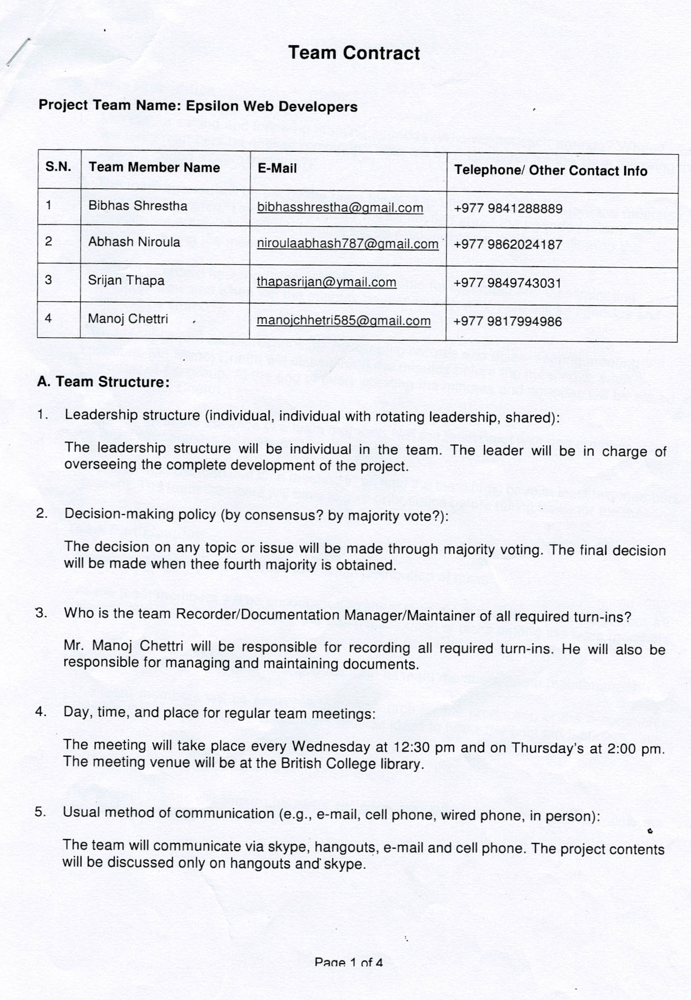 Team Contract
Project Team Name: Epsilon Web Developers
S.N. Team Member Name E-Mail Telephone/ Other Contact Info
1 Bibhas Shrestha bibhasshrestha@gmail.com +977 9841288889
2 Abhash Niroula niroulaabhash787@gmail.com +977 9862024187
3 Srijan Thapa thapasrijan@ymail.com +977 9849743031
4 Manoj Chettri manojchhetri585@gmail.com +977 9817994986
A. Team Structure:
1. Leadership structure (individual, individual with rotating leadership, shared):
The leadership structure will be individual in the team. The leader will be in charge of
overseeing the complete development of the project.
2. Decision-making policy (by consensus? by majority vote?):
The decision on any topic or issue will be made through majority voting. The final decision
will be made when thee fourth majority is obtained.
3. Who is the team Recorder/Documentation Manager/Maintainer of all required turn-ins?
Mr. Manoj Chettri will be responsible for recording all required turn-ins. He will also be
responsible for managing and maintaining documents.
4. Day, time, and place for regular team meetings:
The meeting will take place every Wednesday at 12:30 pm and on Thursday's at 2:00 pm.
The meeting venue will be at the British College library.
5. Usual method of communication (e.g., e-mail, cell phone, wired phone, in person):
The team will communicate via skype, hangouts, e-mail and cell phone. The project contents
will be discussed only on hangouts and skype.
Page 1 of 4